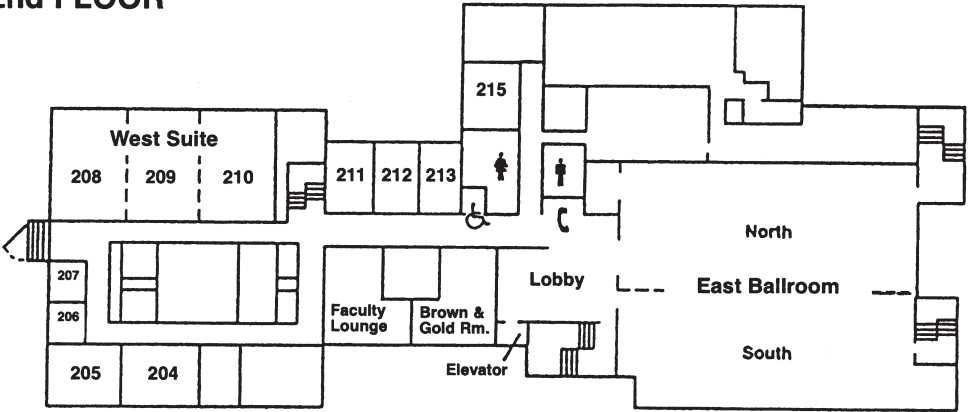 2nd FLOOR
215
West Suite
208 209 210
211 212 213
North
207
Lobby
East Ballroom
206
Faculty
Lounge
Brown &
Gold Rm.
South
Elevator
205 204